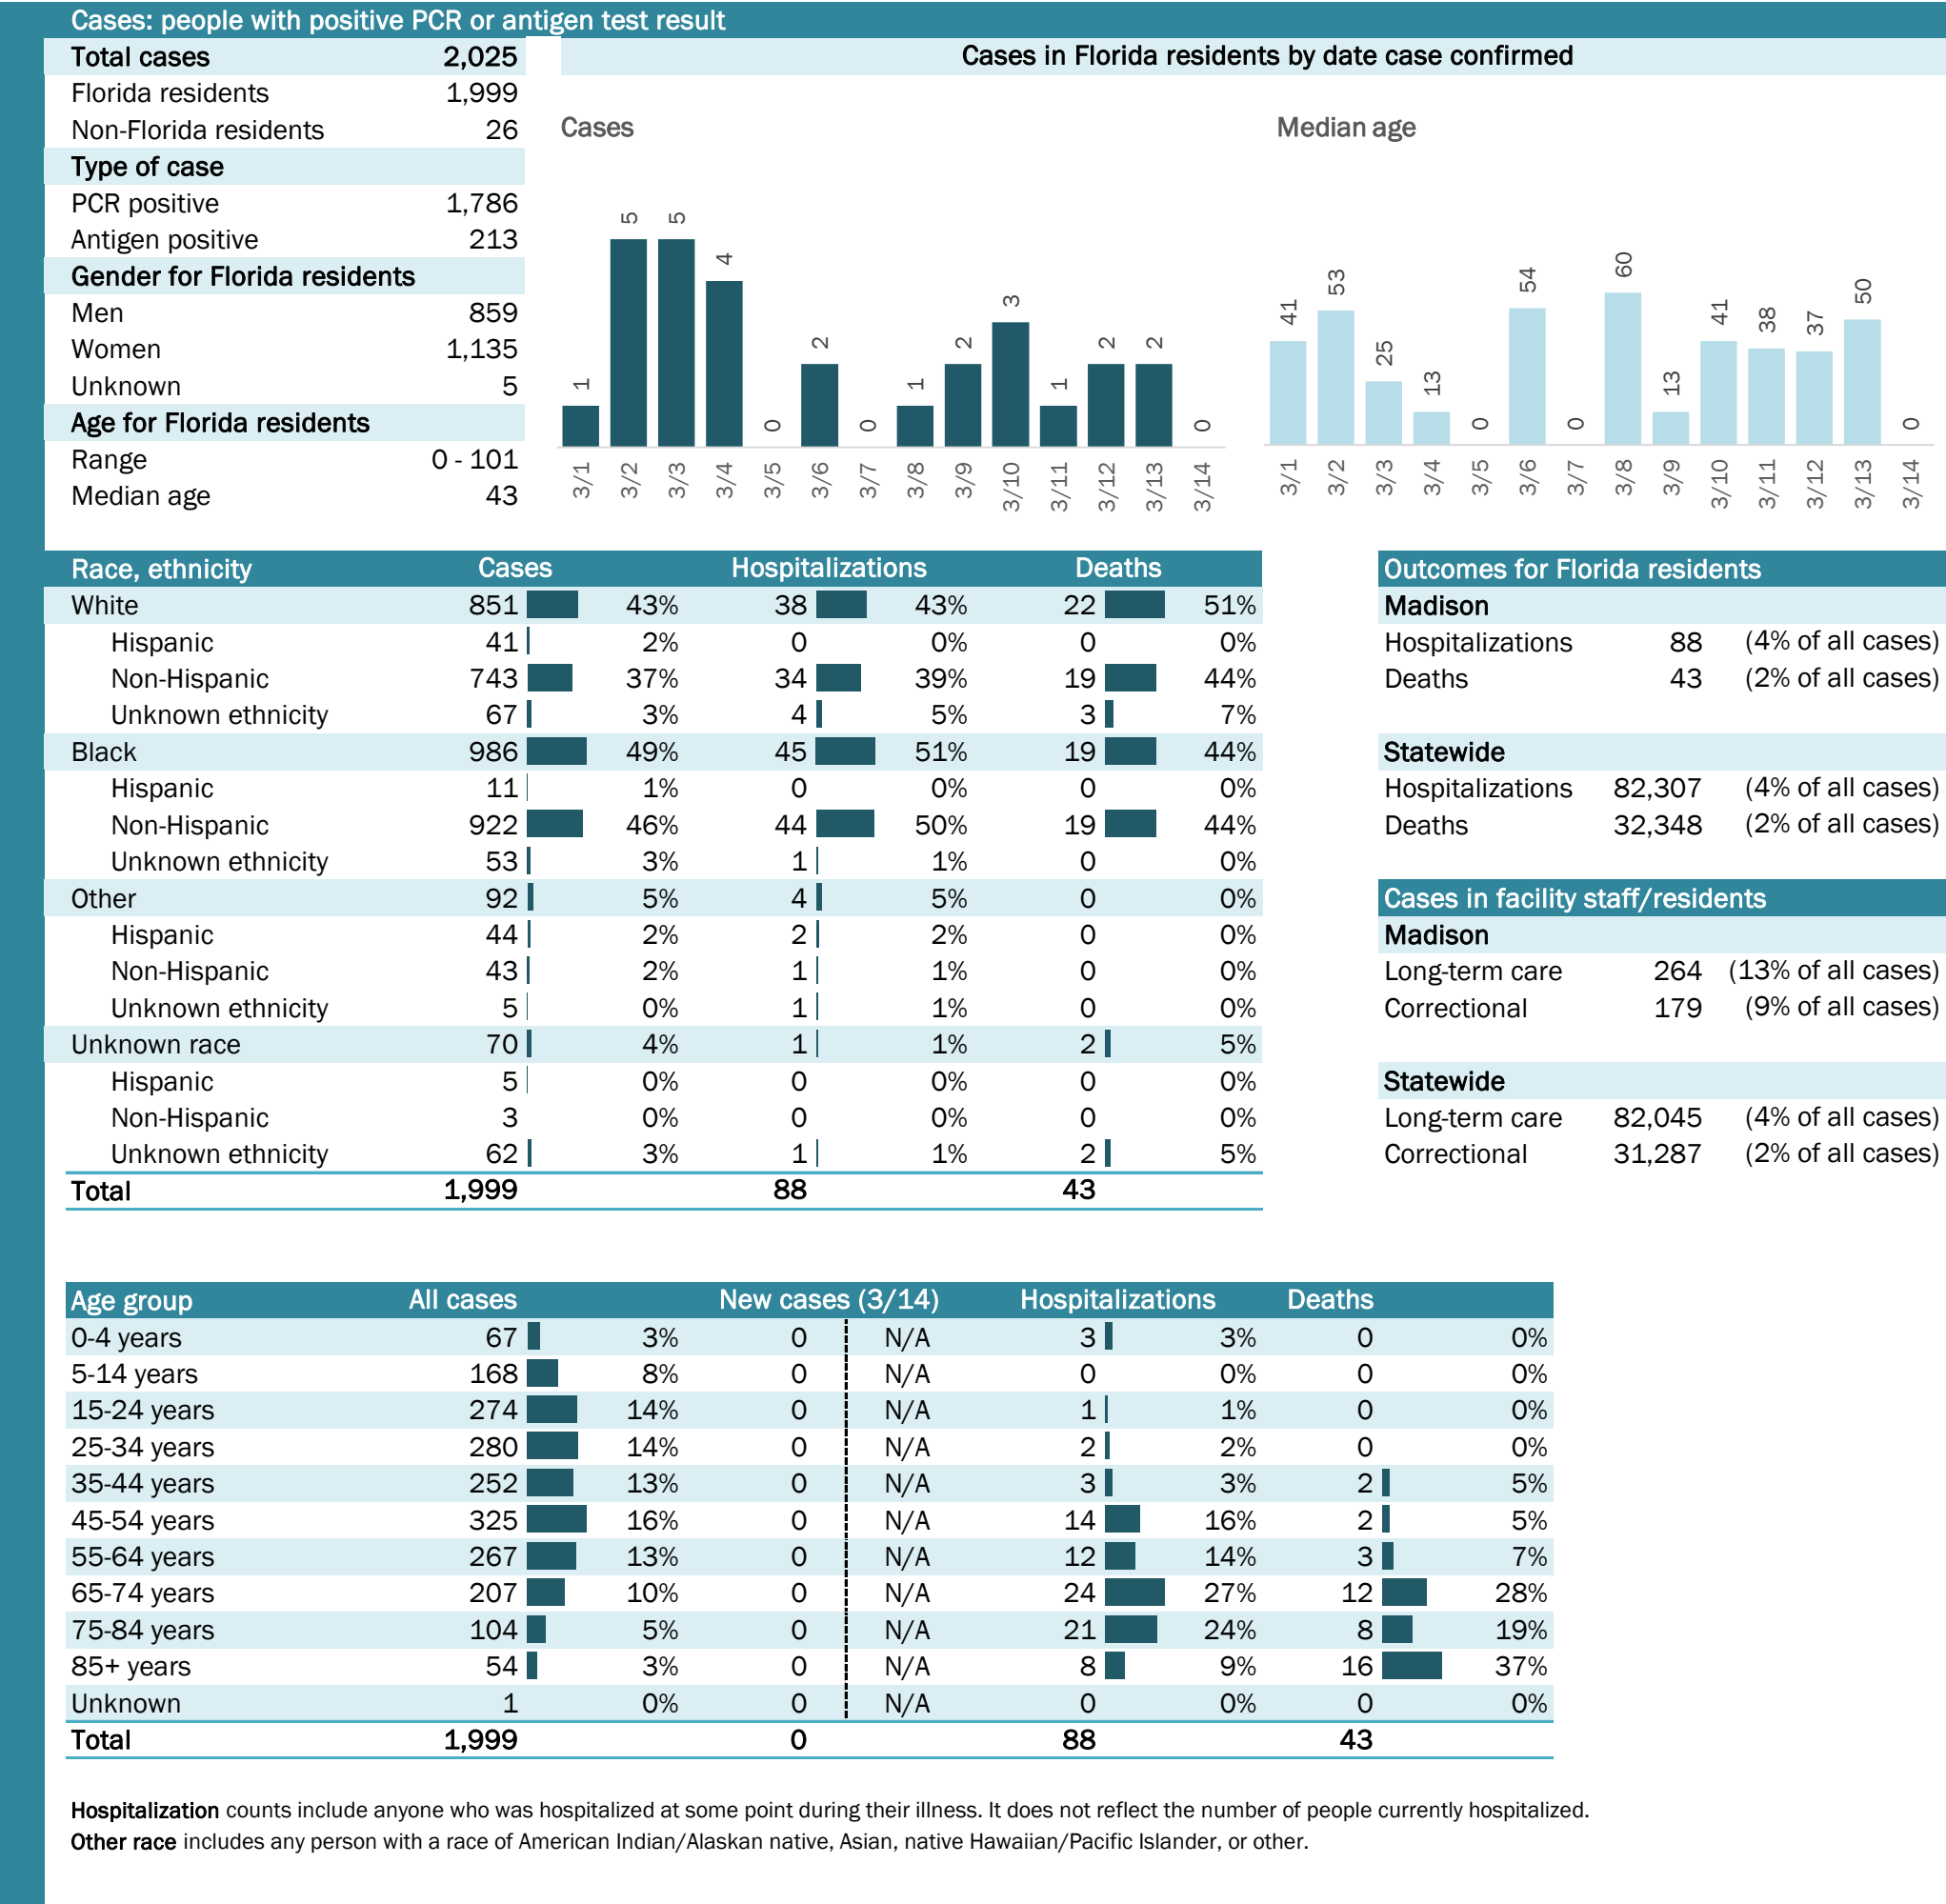 Cases: people with positive PCR or antigen test result
Total cases 2,025
Florida residents 1,999
Non-Florida residents 26
Type of case
PCR positive 1,786
Antigen positive 213
Gender for Florida residents
Men 859
Women 1,135
Unknown 5
Age for Florida residents
Range 0 - 101
Median age 43
Cases in Florida residents by date case confirmed
Cases
1 5 5 4 0 2 0 1 2 3 1 2 2 0
3/1 3/2 3/3 3/4 3/5 3/6 3/7 3/8 3/9 3/10 3/11 3/12 3/13 3/14
Median age
41 53 25 13 0 54 0 60 13 41 38 37 50 0
3/1 3/2 3/3 3/4 3/5 3/6 3/7 3/8 3/9 3/10 3/11 3/12 3/13 3/14
Race, ethnicity Cases Hospitalizations Deaths
White 851 43% 38 43% 22 51%
Hispanic 41 2% 0 0% 0 0%
Non-Hispanic 743 37% 34 39% 19 44%
Unknown ethnicity 67 3% 4 5% 3 7%
Black 986 49% 45 51% 19 44%
Hispanic 11 1% 0 0% 0 0%
Non-Hispanic 922 46% 44 50% 19 44%
Unknown ethnicity 53 3% 1 1% 0 0%
Other 92 5% 4 5% 0 0%
Hispanic 44 2% 2 2% 0 0%
Non-Hispanic 43 2% 1 1% 0 0%
Unknown ethnicity 5 0% 1 1% 0 0%
Unknown race 70 4% 1 1% 2 5%
Hispanic 5 0% 0 0% 0 0%
Non-Hispanic 3 0% 0 0% 0 0%
Unknown ethnicity 62 3% 1 1% 2 5%
Total 1,999 88 43
Outcomes for Florida residents
Madison
Hospitalizations 88 (4% of all cases)
Deaths 43 (2% of all cases)
Statewide
Hospitalizations 82,307 (4% of all cases)
Deaths 32,348 (2% of all cases)
Cases in facility staff/residents
Madison
Long-term care 264 (13% of all cases)
Correctional 179 (9% of all cases)
Statewide
Long-term care 82,045 (4% of all cases)
Correctional 31,287 (2% of all cases)
Age group All cases New cases (3/14) Hospitalizations Deaths
0-4 years 67 3% 0 N/A 3 3% 0 0%
5-14 years 168 8% 0 N/A 0 0% 0 0%
15-24 years 274 14% 0 N/A 1 1% 0 0%
25-34 years 280 14% 0 N/A 2 2% 0 0%
35-44 years 252 13% 0 N/A 3 3% 2 5%
45-54 years 325 16% 0 N/A 14 16% 2 5%
55-64 years 267 13% 0 N/A 12 14% 3 7%
65-74 years 207 10% 0 N/A 24 27% 12 28%
75-84 years 104 5% 0 N/A 21 24% 8 19%
85+ years 54 3% 0 N/A 8 9% 16 37%
Unknown 1 0% 0 N/A 0 0% 0 0%
Total 1,999 0 88 43
Hospitalization counts include anyone who was hospitalized at some point during their illness. It does not reflect the number of people currently hospitalized.
Other race includes any person with a race of American Indian/Alaskan native, Asian, native Hawaiian/Pacific Islander, or other.